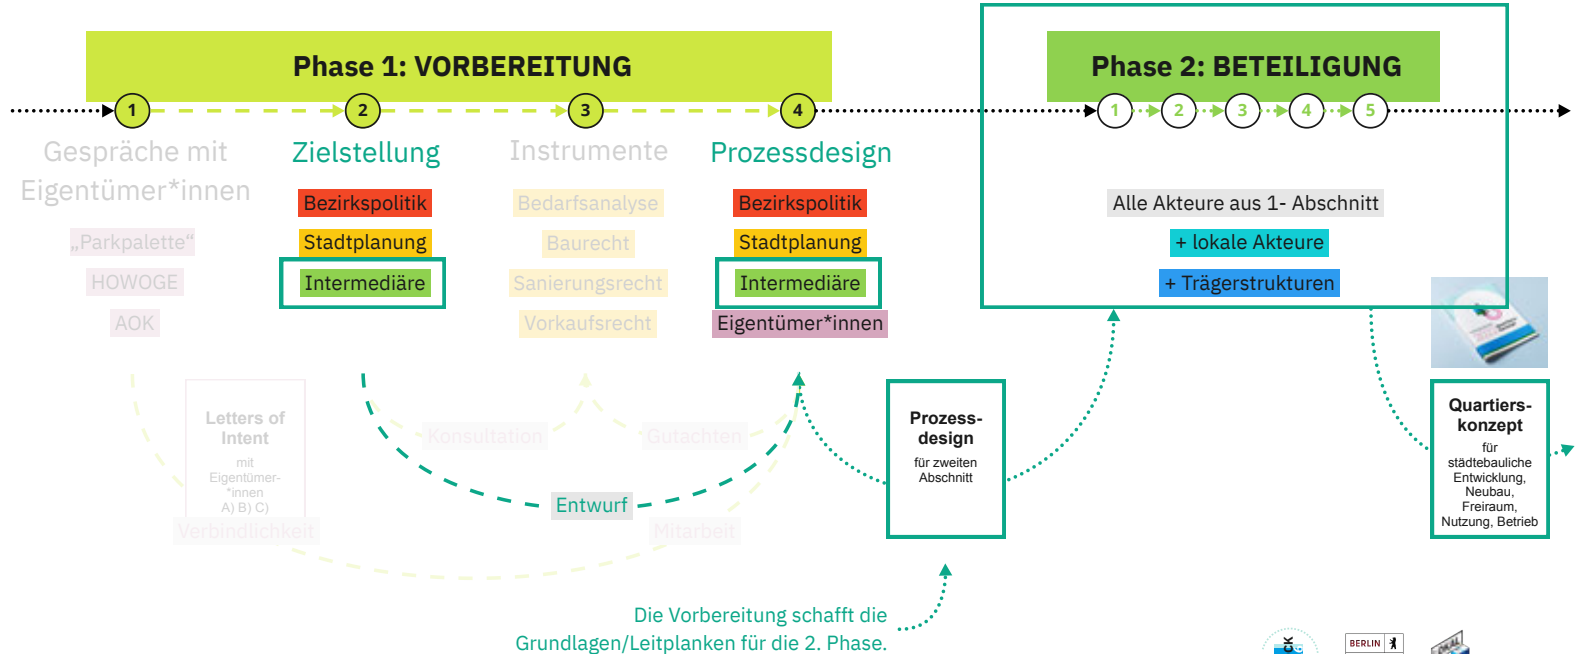 Phase 1: VORBEREITUNG
Phase 2: BETEILIGUNG
1
2
3
4
1
2
3
4
5
Gespräche mit
Eigentümer*innen
„Parkpalette“
HOWOGE
AOK
Zielstellung
Bezirkspolitik
Stadtplanung
Intermediäre
Instrumente
Bedarfsanalyse
Baurecht
Sanierungsrecht
Vorkaufsrecht
Prozessdesign
Bezirkspolitik
Stadtplanung
Intermediäre
Eigentümer*innen
Alle Akteure aus 1- Abschnitt
+ lokale Akteure
+ Trägerstrukturen
Letters of
Intent
mit
Eigentümer-
*innen
A) B) C)
Verbindlichkeit
Konsultation
Gutachten
Entwurf
Mitarbeit
Prozess-
design
für zweiten
Abschnitt
Quartiers-
konzept
für
städtebauliche
Entwicklung,
Neubau,
Freiraum,
Nutzung, Betrieb
Die Vorbereitung schafft die
Grundlagen/Leitplanken für die 2. Phase.
BERLIN